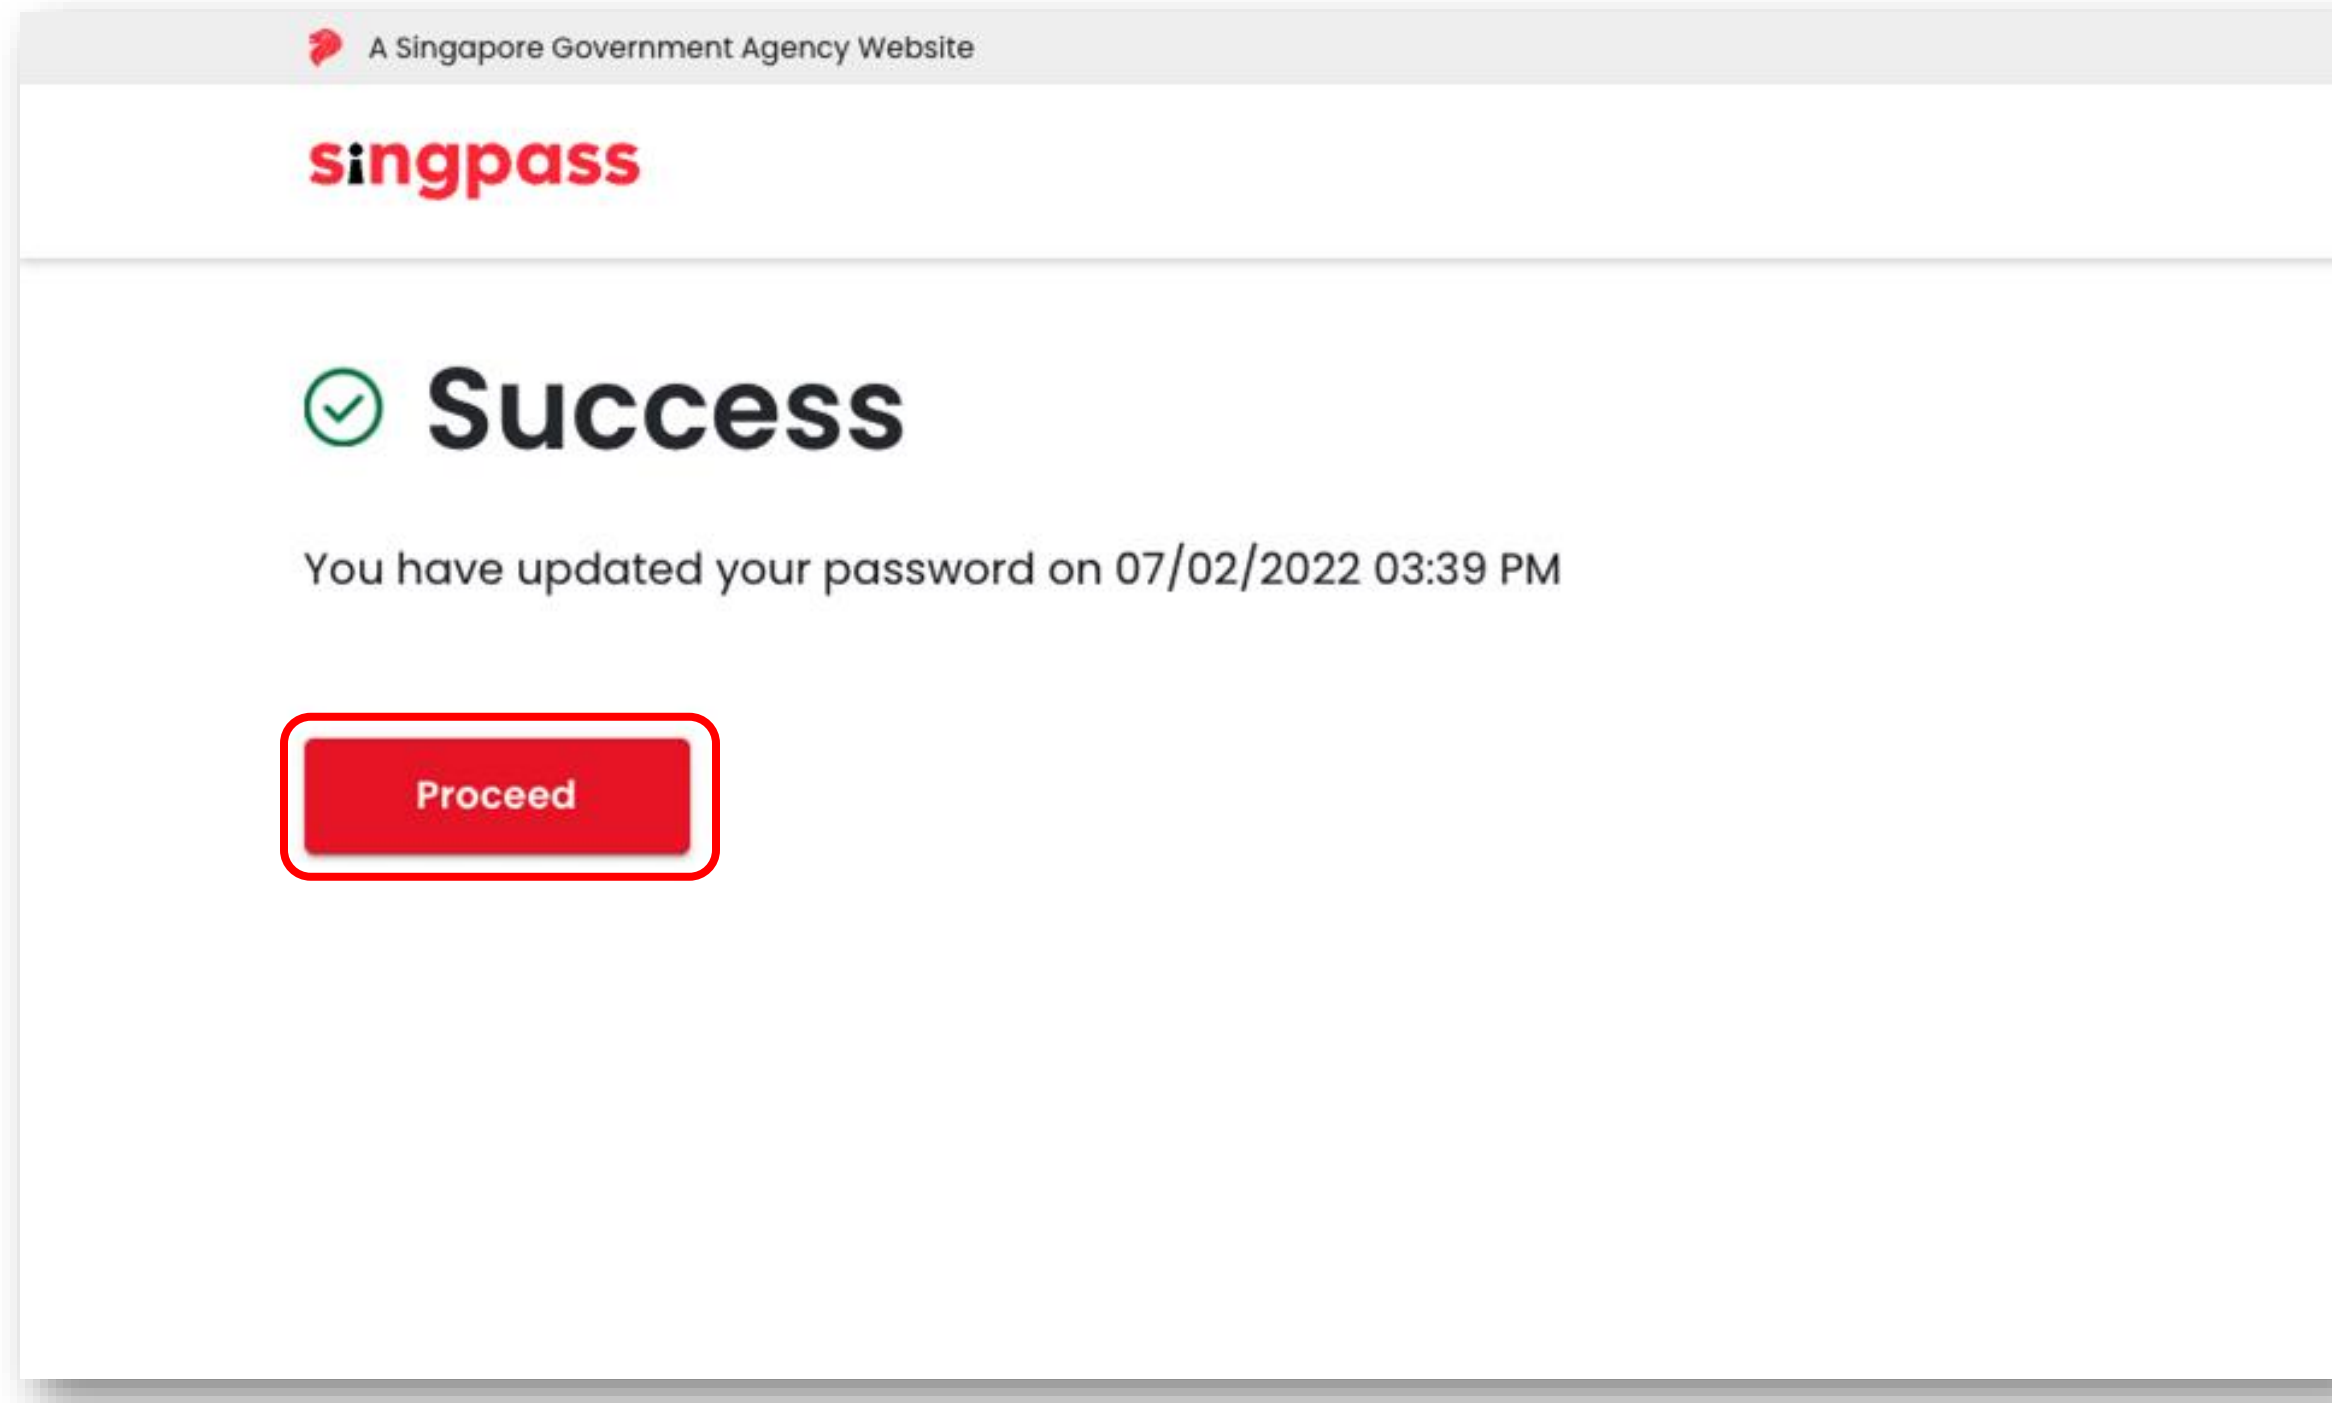 A Singapore Government Agency Website
singpass
Success
You have updated your password on 07/02/2022 03:39 PM
Proceed